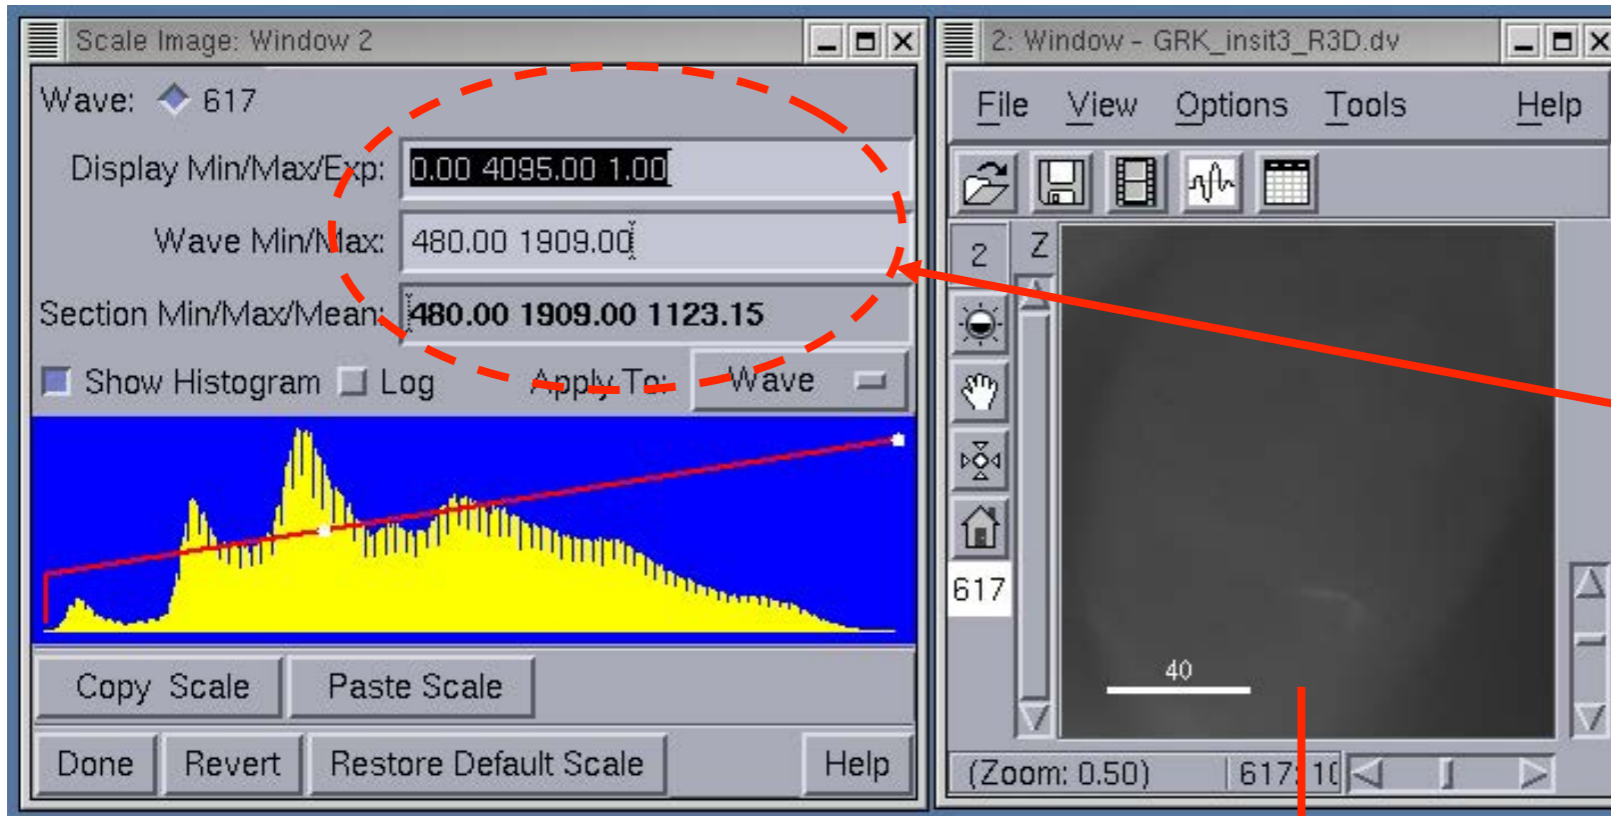 Scale Image: Window 2
Wave: 617
Display Min/Max/Exp: 0.00 4095.00 1.00
Wave Min/Max: 480.00 1909.00
Section Min/Max/Mean: 480.00 1909.00 1123.15
Show Histogram Log Apply To: Wave
Copy Scale Paste Scale
Done Revert Restore Default Scale Help
2: Window - GRK_insit3_R3D.dv
File View Options Tools Help
2 Z
617
40
(Zoom: 0.50) 617: 10